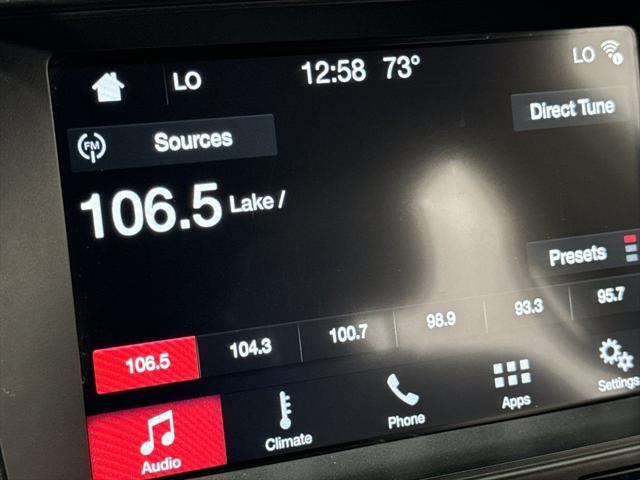 LO 12:58 73° LO
FM Sources Direct Tune
106.5 Lake /
Presets
106.5 104.3 100.7 98.9 93.3 95.7
Audio Climate Phone Apps Settings